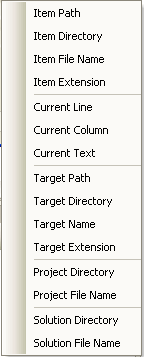 Item Path
Item Directory
Item File Name
Item Extension
Current Line
Current Column
Current Text
Target Path
Target Directory
Target Name
Target Extension
Project Directory
Project File Name
Solution Directory
Solution File Name